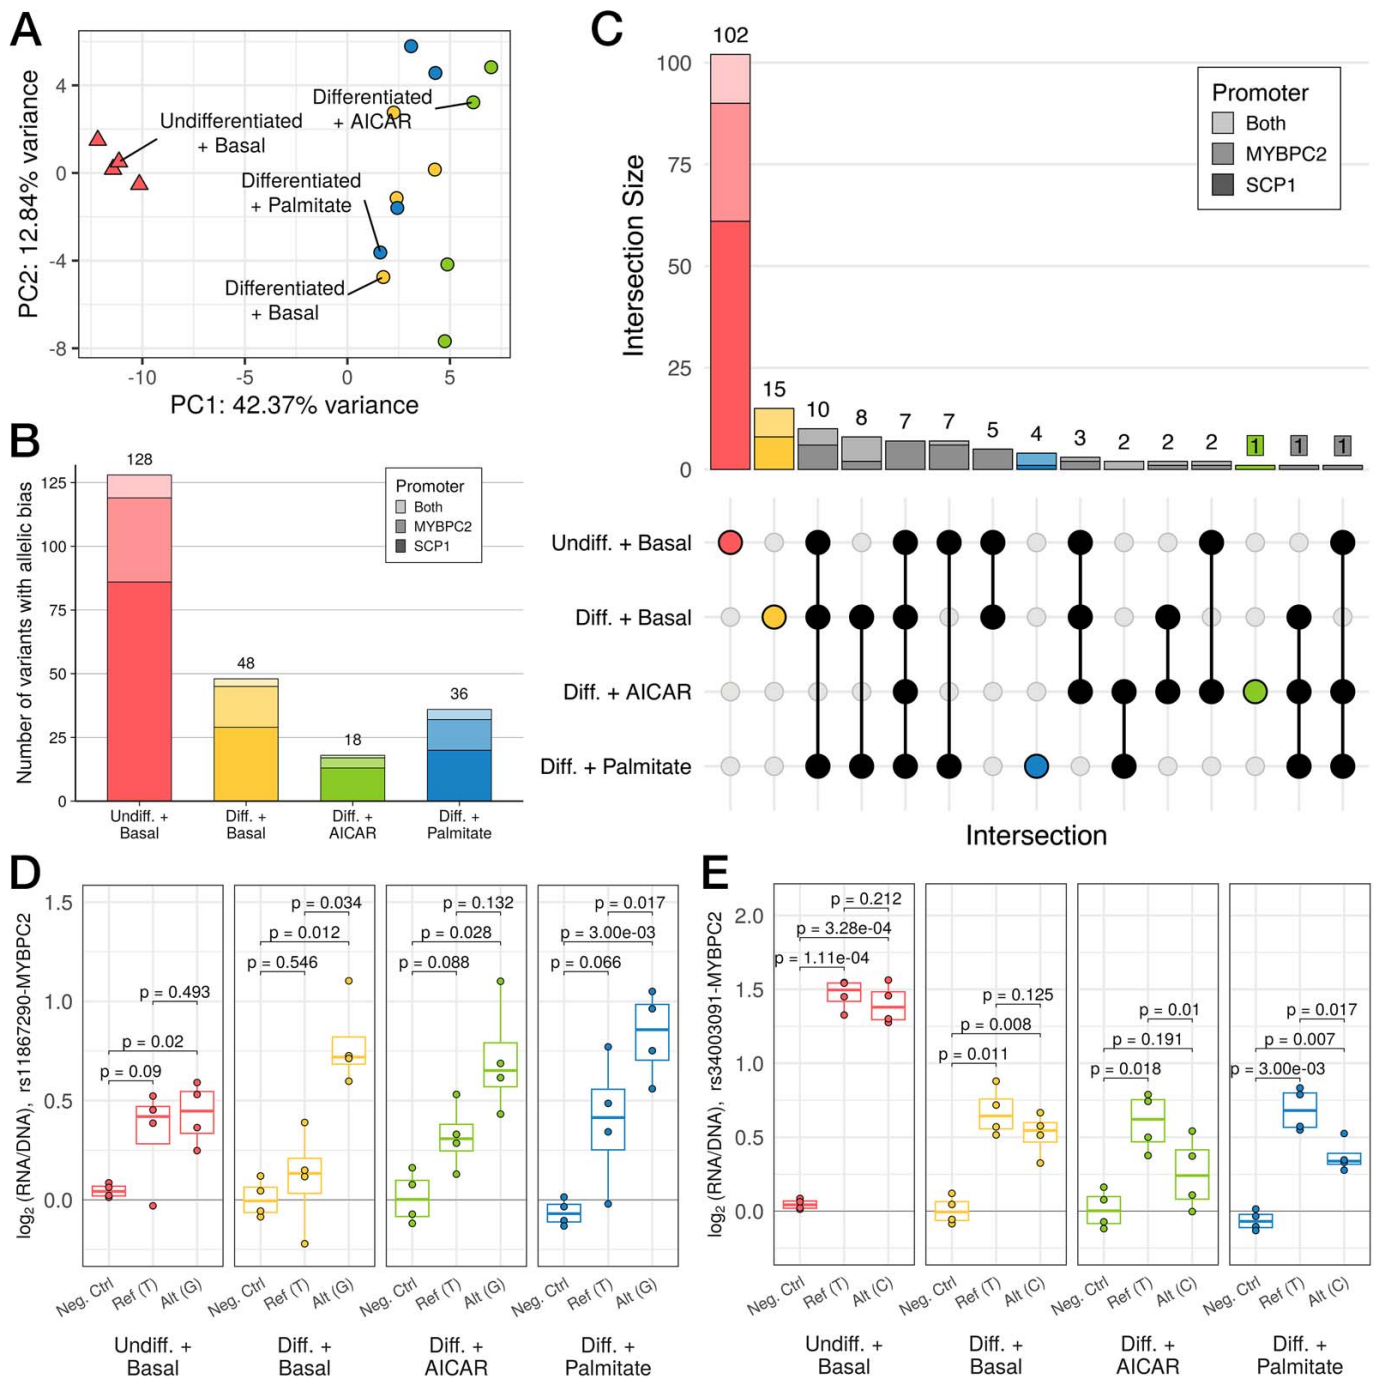 A
PC2: 12.84% variance
4
0
-4
-8
Differentiated
+ AICAR
Undifferentiated
+ Basal
Differentiated
+ Palmitate
Differentiated
+ Basal
-10
-5
0
5
PC1: 42.37% variance
B
Number of variants with allelic bias
125
100
75
50
25
0
128
48
18
36
Promoter
Both
MYBPC2
SCP1
Undiff. +
Basal
Diff. +
Basal
Diff. +
AICAR
Diff. +
Palmitate
C
Intersection Size
100
75
50
25
0
102
15
10
8
7
7
5
4
3
2
2
2
1
1
1
Promoter
Both
MYBPC2
SCP1
Undiff. + Basal
Diff. + Basal
Diff. + AICAR
Diff. + Palmitate
Intersection
D
log2(RNA/DNA), rs11867290-MYBPC2
1.5
1.0
0.5
0.0
p = 0.493
p = 0.02
p = 0.09
p = 0.034
p = 0.012
p = 0.546
p = 0.132
p = 0.028
p = 0.088
p = 0.017
p = 3.00e-03
p = 0.066
Neg. Ctrl
Ref (T)
Alt (G)
Neg. Ctrl
Ref (T)
Alt (G)
Neg. Ctrl
Ref (T)
Alt (G)
Neg. Ctrl
Ref (T)
Alt (G)
Undiff. +
Basal
Diff. +
Basal
Diff. +
AICAR
Diff. +
Palmitate
E
log2(RNA/DNA), rs34003091-MYBPC2
2.0
1.5
1.0
0.5
0.0
p = 0.212
p = 3.28e-04
p = 1.11e-04
p = 0.125
p = 0.008
p = 0.011
p = 0.01
p = 0.191
p = 0.018
p = 0.017
p = 0.007
p = 3.00e-03
Neg. Ctrl
Ref (T)
Alt (C)
Neg. Ctrl
Ref (T)
Alt (C)
Neg. Ctrl
Ref (T)
Alt (C)
Neg. Ctrl
Ref (T)
Alt (C)
Undiff. +
Basal
Diff. +
Basal
Diff. +
AICAR
Diff. +
Palmitate